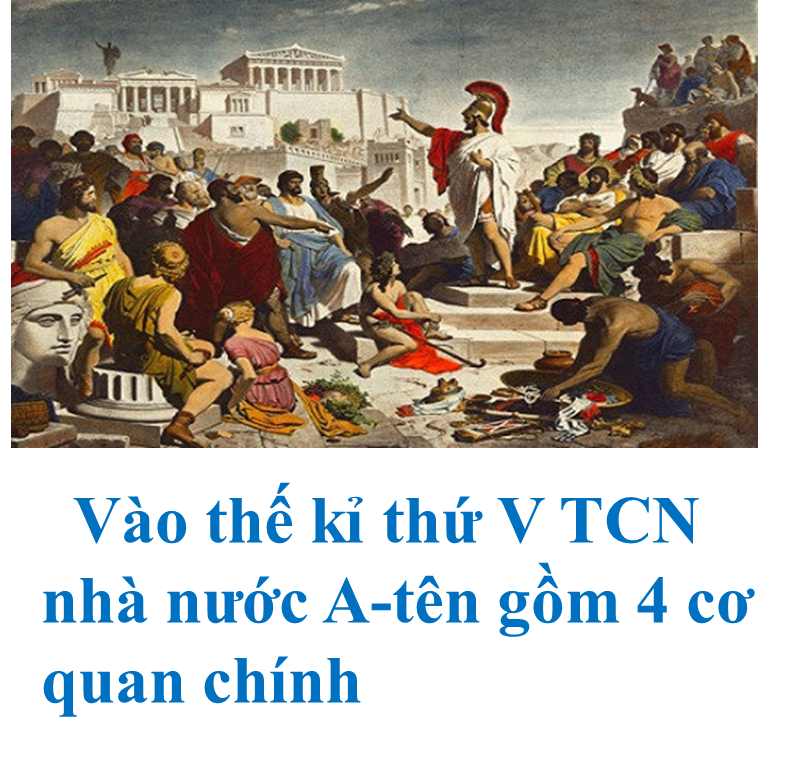 Vào thế kỉ thứ V TCN
nhà nước A-tên gồm 4 cơ
quan chính